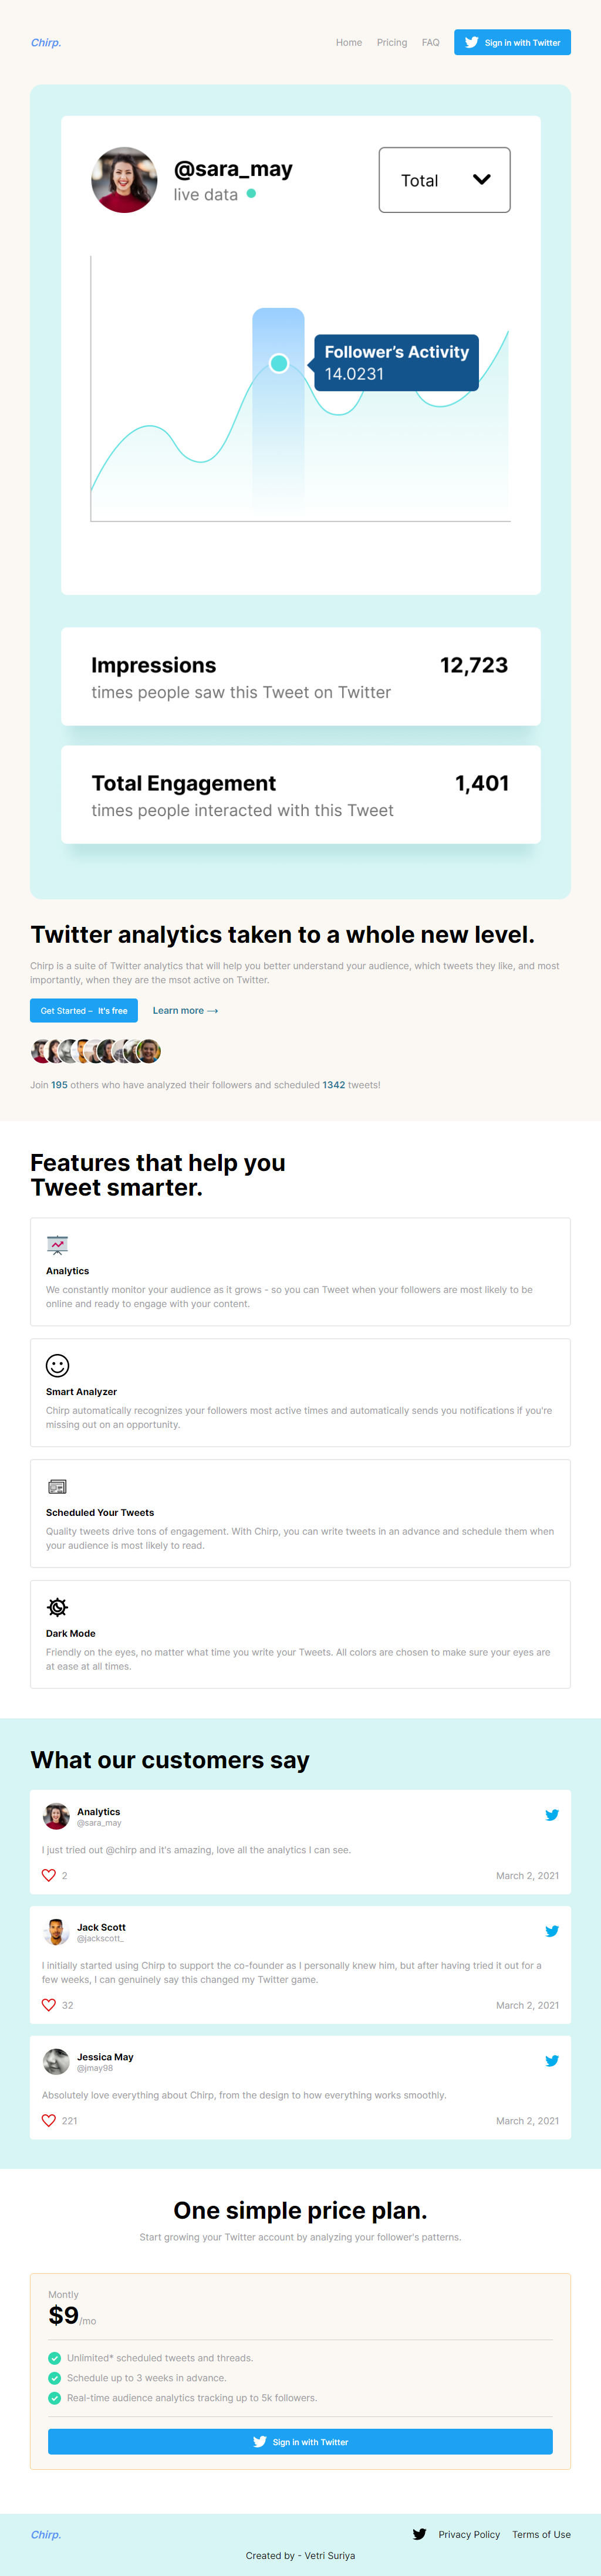 Chirp.
Home Pricing FAQ Sign in with Twitter
@sara_may
live data
Total
Follower's Activity
14.0231
Impressions 12,723
times people saw this Tweet on Twitter
Total Engagement 1,401
times people interacted with this Tweet
Twitter analytics taken to a whole new level.
Chirp is a suite of Twitter analytics that will help you better understand your audience, which tweets they like, and most
importantly, when they are the msot active on Twitter.
Get Started – It's free Learn more →
Join 195 others who have analyzed their followers and scheduled 1342 tweets!
Features that help you
Tweet smarter.
Analytics
We constantly monitor your audience as it grows - so you can Tweet when your followers are most likely to be
online and ready to engage with your content.
Smart Analyzer
Chirp automatically recognizes your followers most active times and automatically sends you notifications if you're
missing out on an opportunity.
Scheduled Your Tweets
Quality tweets drive tons of engagement. With Chirp, you can write tweets in an advance and schedule them when
your audience is most likely to read.
Dark Mode
Friendly on the eyes, no matter what time you write your Tweets. All colors are chosen to make sure your eyes are
at ease at all times.
What our customers say
Analytics
@sara_may
I just tried out @chirp and it's amazing, love all the analytics I can see.
2 March 2, 2021
Jack Scott
@jackscott_
I initially started using Chirp to support the co-founder as I personally knew him, but after having tried it out for a
few weeks, I can genuinely say this changed my Twitter game.
32 March 2, 2021
Jessica May
@jmay98
Absolutely love everything about Chirp, from the design to how everything works smoothly.
221 March 2, 2021
One simple price plan.
Start growing your Twitter account by analyzing your follower's patterns.
Montly
$9/mo
Unlimited* scheduled tweets and threads.
Schedule up to 3 weeks in advance.
Real-time audience analytics tracking up to 5k followers.
Sign in with Twitter
Chirp.
Privacy Policy Terms of Use
Created by - Vetri Suriya